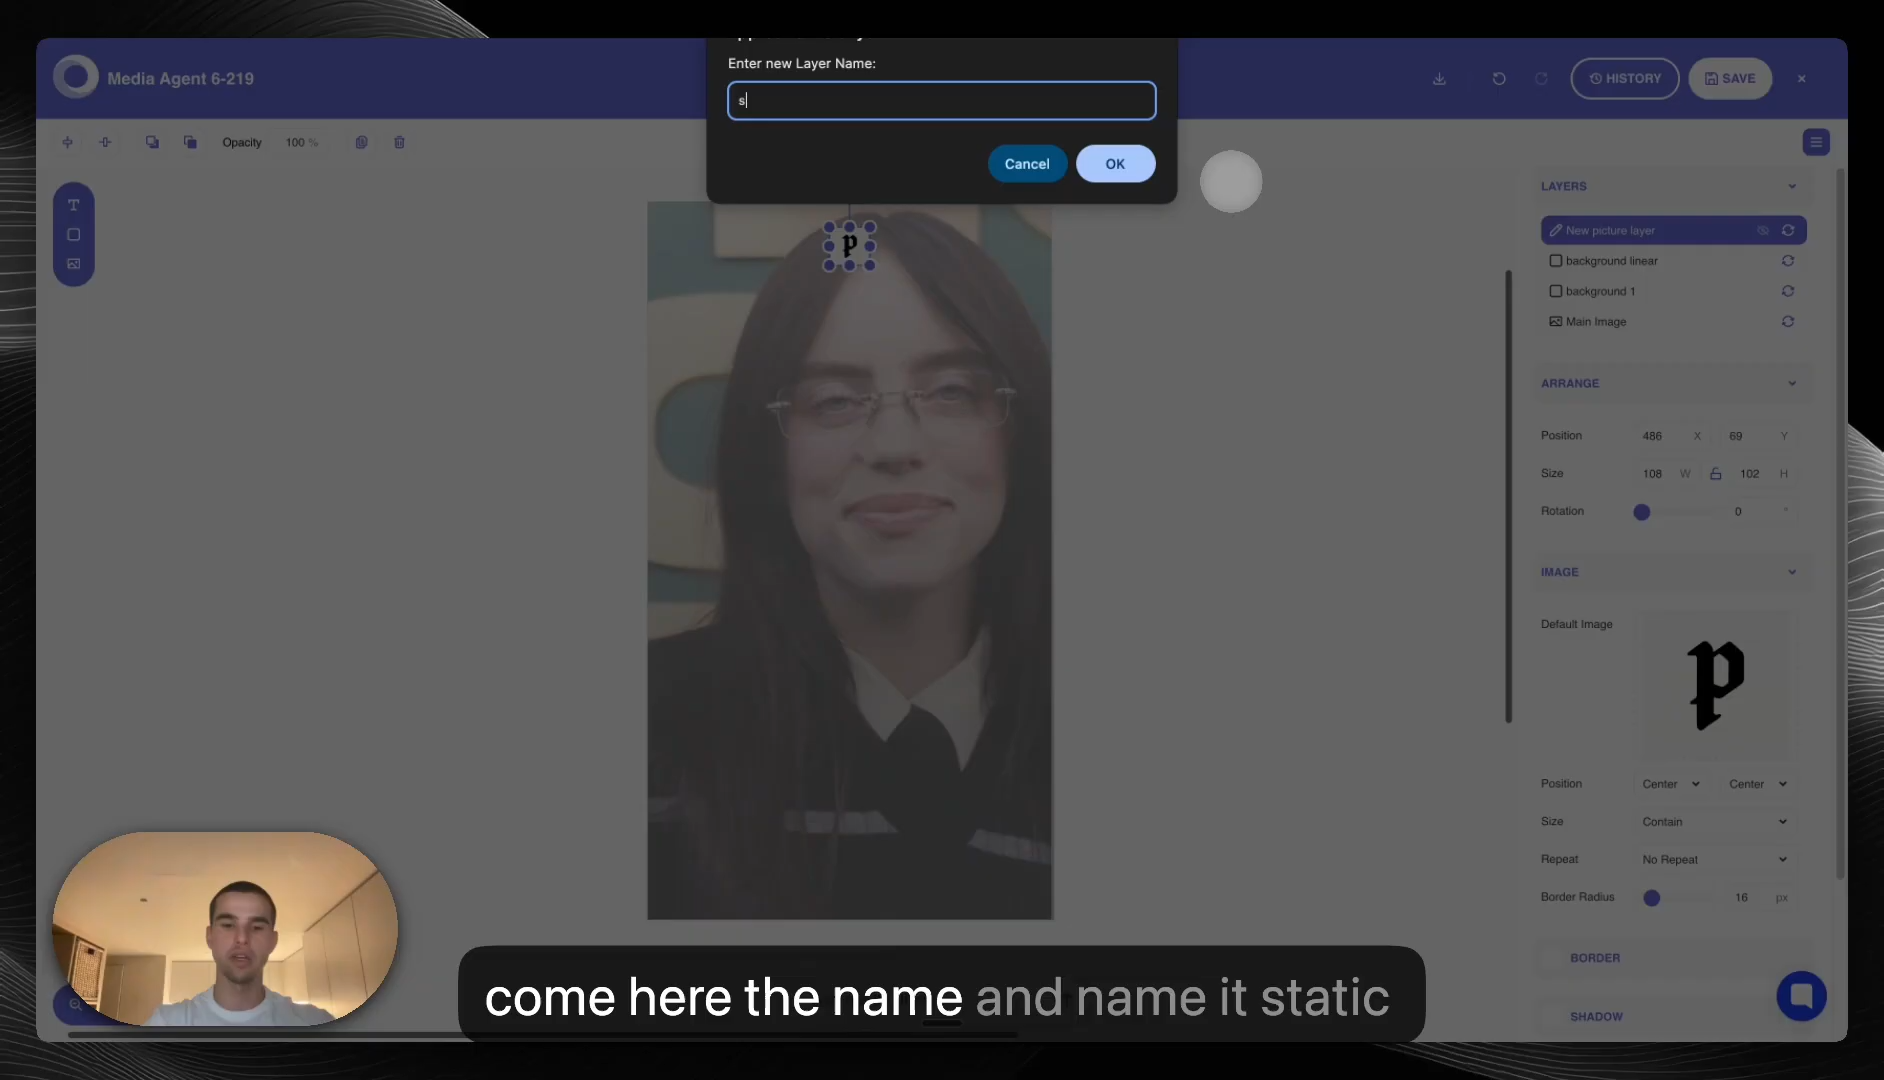 Enter new Layer Name:
s
Cancel
OK
Media Agent 6-219
HISTORY
SAVE
Opacity
100 %
T
LAYERS
New picture layer
background linear
background 1
Main Image
ARRANGE
Position
486 X
69 Y
Size
108 W
102 H
Rotation
0 °
IMAGE
Default Image
p
p
Position
Center
Center
Size
Contain
Repeat
No Repeat
Border Radius
16 px
BORDER
SHADOW
come here the name and name it static